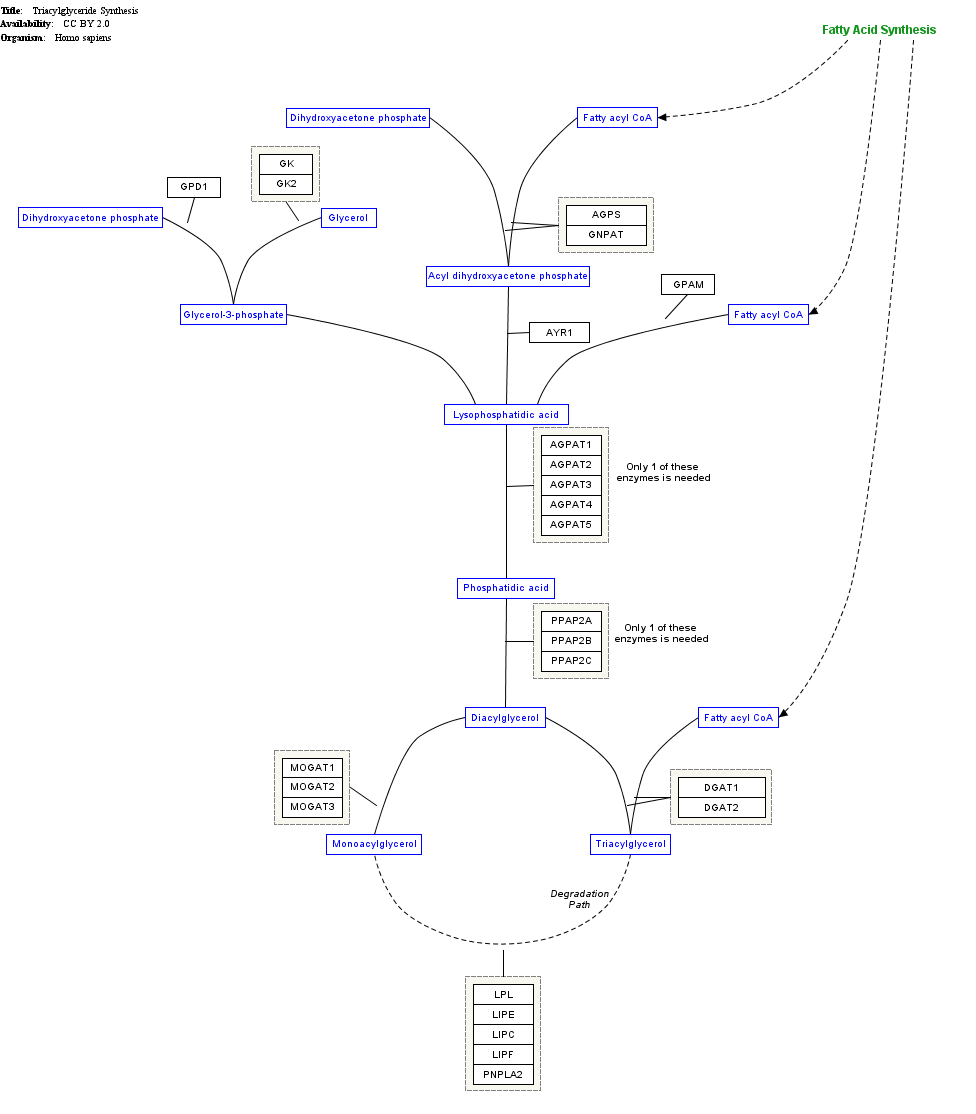 Title: Triacylglyceride Synthesis
Availability: CC BY 2.0
Organism: Homo sapiens
Fatty Acid Synthesis
Dihydroxyacetone phosphate
Fatty acyl CoA
GK
GK2
GPD1
Dihydroxyacetone phosphate
Glycerol
AGPS
GNPAT
Acyl dihydroxyacetone phosphate
GPAM
Glycerol-3-phosphate
Fatty acyl CoA
AYR1
Lysophosphatidic acid
AGPAT1
AGPAT2
AGPAT3
AGPAT4
AGPAT5
Only 1 of these
enzymes is needed
Phosphatidic acid
PPAP2A
PPAP2B
PPAP2C
Only 1 of these
enzymes is needed
Diacylglycerol
Fatty acyl CoA
MOGAT1
MOGAT2
MOGAT3
DGAT1
DGAT2
Monoacylglycerol
Triacylglycerol
Degradation
Path
LPL
LIPE
LIPC
LIPF
PNPLA2